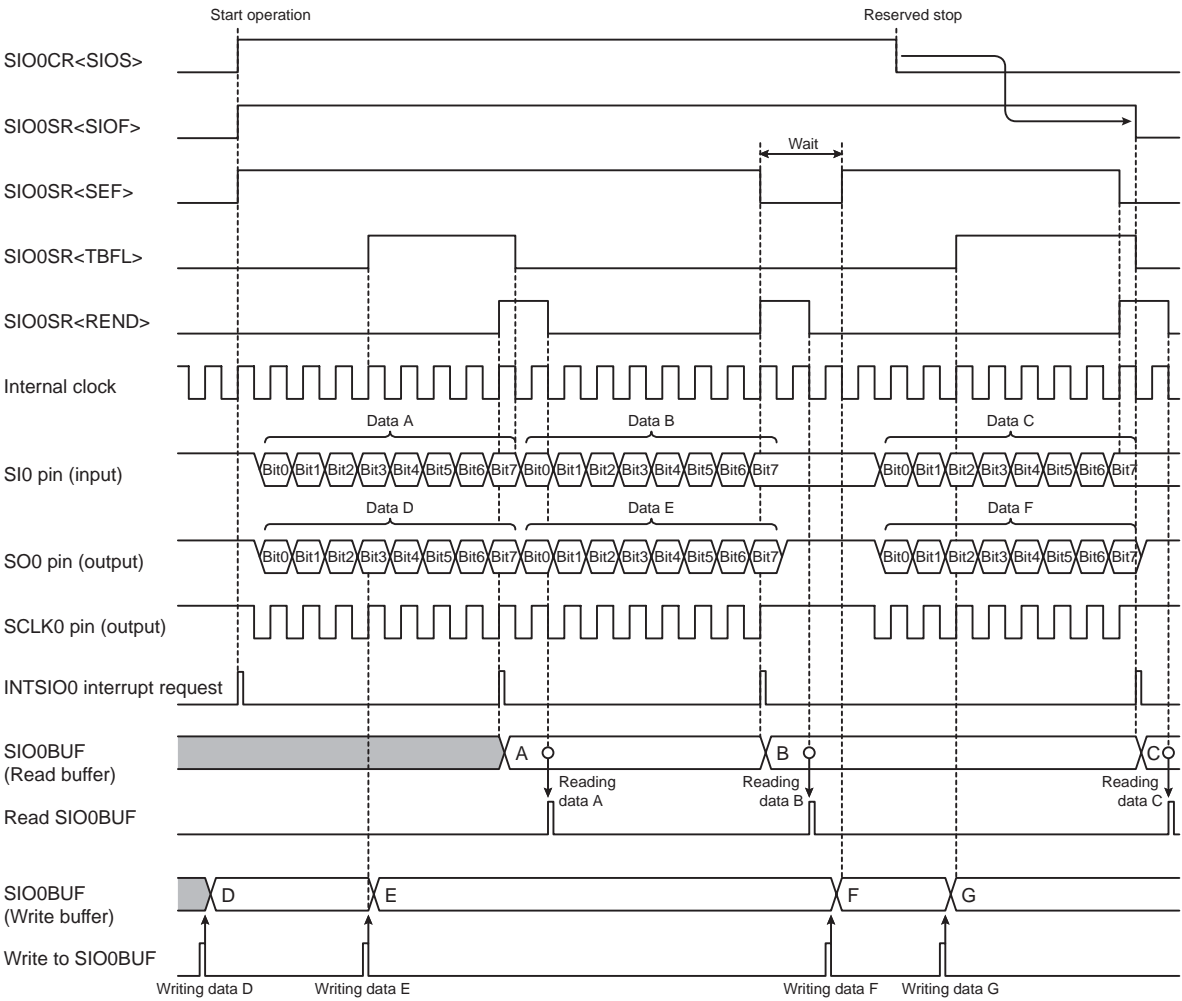 Start operation Reserved stop
SIO0CR<SIOS>
SIO0SR<SIOF>
Wait
SIO0SR<SEF>
SIO0SR<TBFL>
SIO0SR<REND>
Internal clock
Data A Data B Data C
SI0 pin (input) Bit0 Bit1 Bit2 Bit3 Bit4 Bit5 Bit6 Bit7 Bit0 Bit1 Bit2 Bit3 Bit4 Bit5 Bit6 Bit7 Bit0 Bit1 Bit2 Bit3 Bit4 Bit5 Bit6 Bit7
Data D Data E Data F
SO0 pin (output) Bit0 Bit1 Bit2 Bit3 Bit4 Bit5 Bit6 Bit7 Bit0 Bit1 Bit2 Bit3 Bit4 Bit5 Bit6 Bit7 Bit0 Bit1 Bit2 Bit3 Bit4 Bit5 Bit6 Bit7
SCLK0 pin (output)
INTSIO0 interrupt request
SIO0BUF A B C
(Read buffer)
Reading Reading Reading
data A data B data C
Read SIO0BUF
SIO0BUF D E F G
(Write buffer)
Write to SIO0BUF
Writing data D Writing data E Writing data F Writing data G